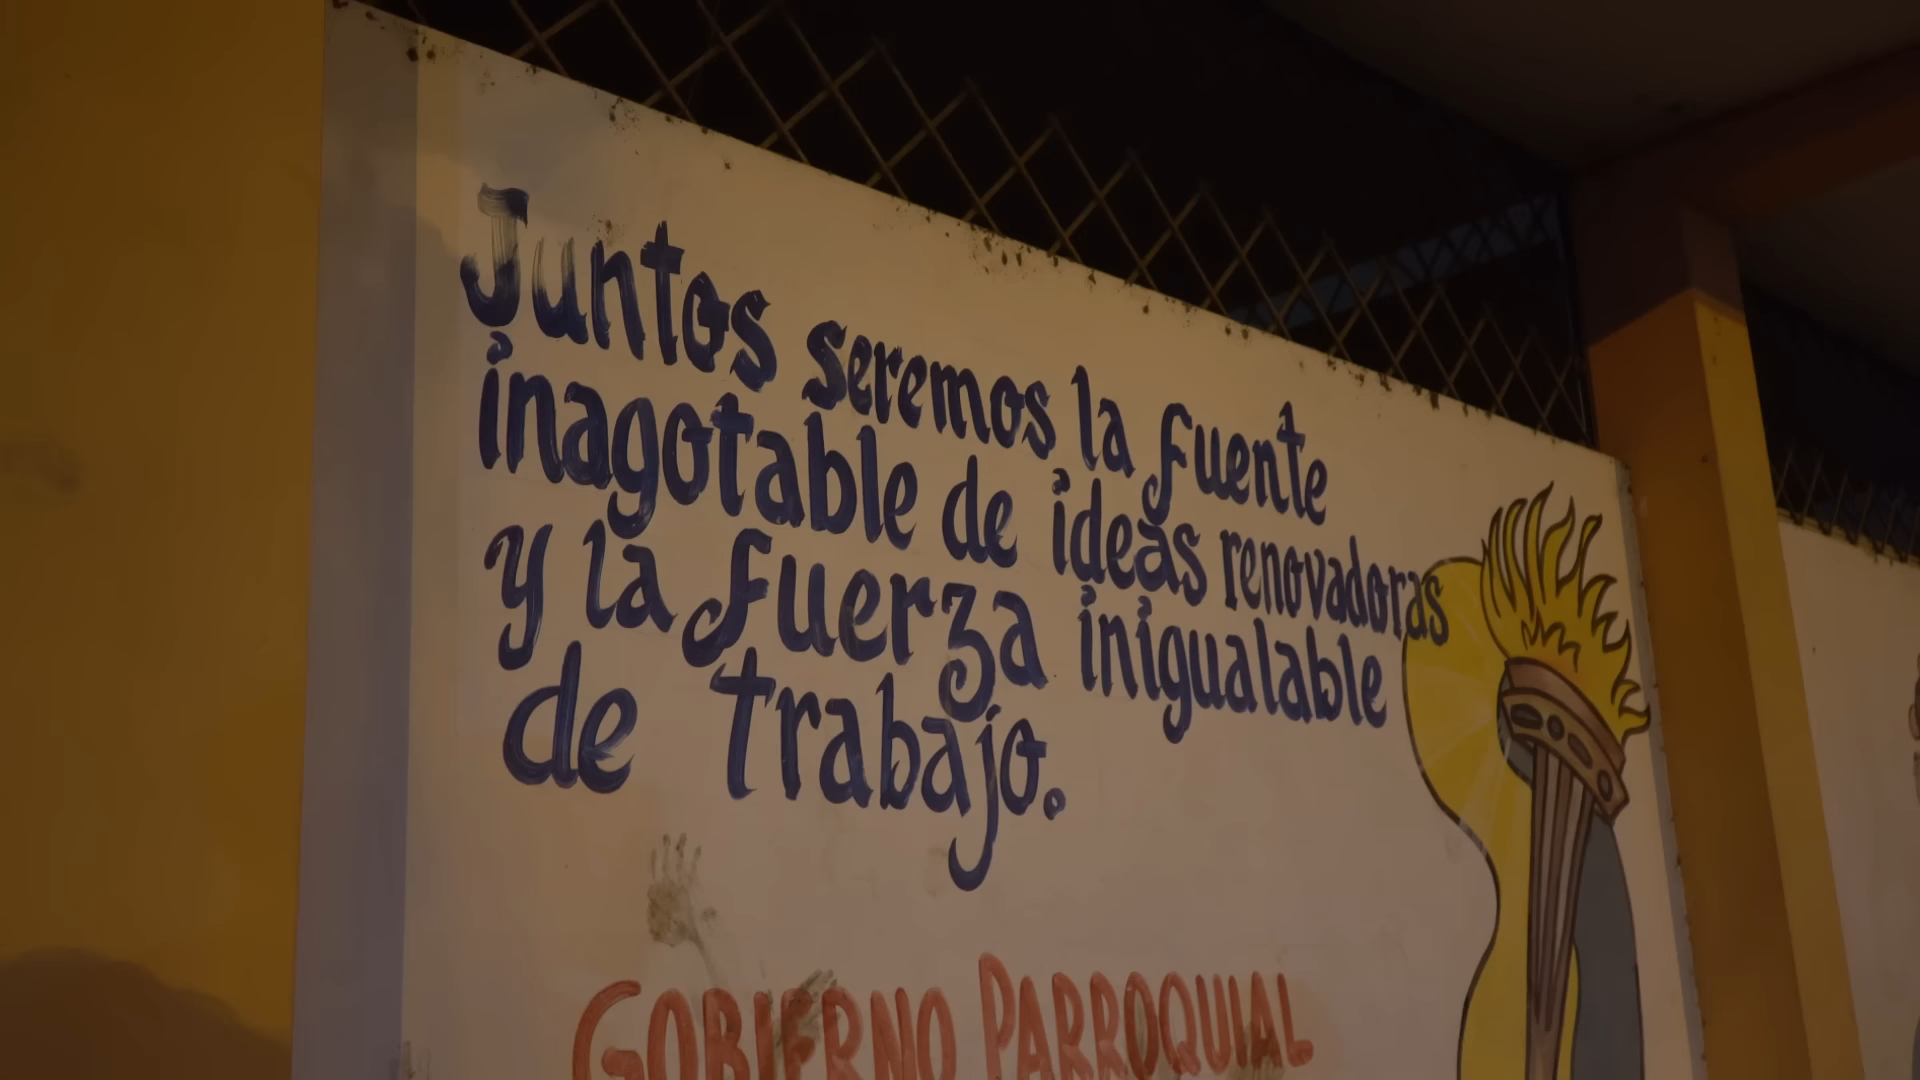 Juntos seremos la fuente
inagotable de ideas renovadoras
y la fuerza inigualable
de trabajo.
GOBIERNO PARROQUIAL